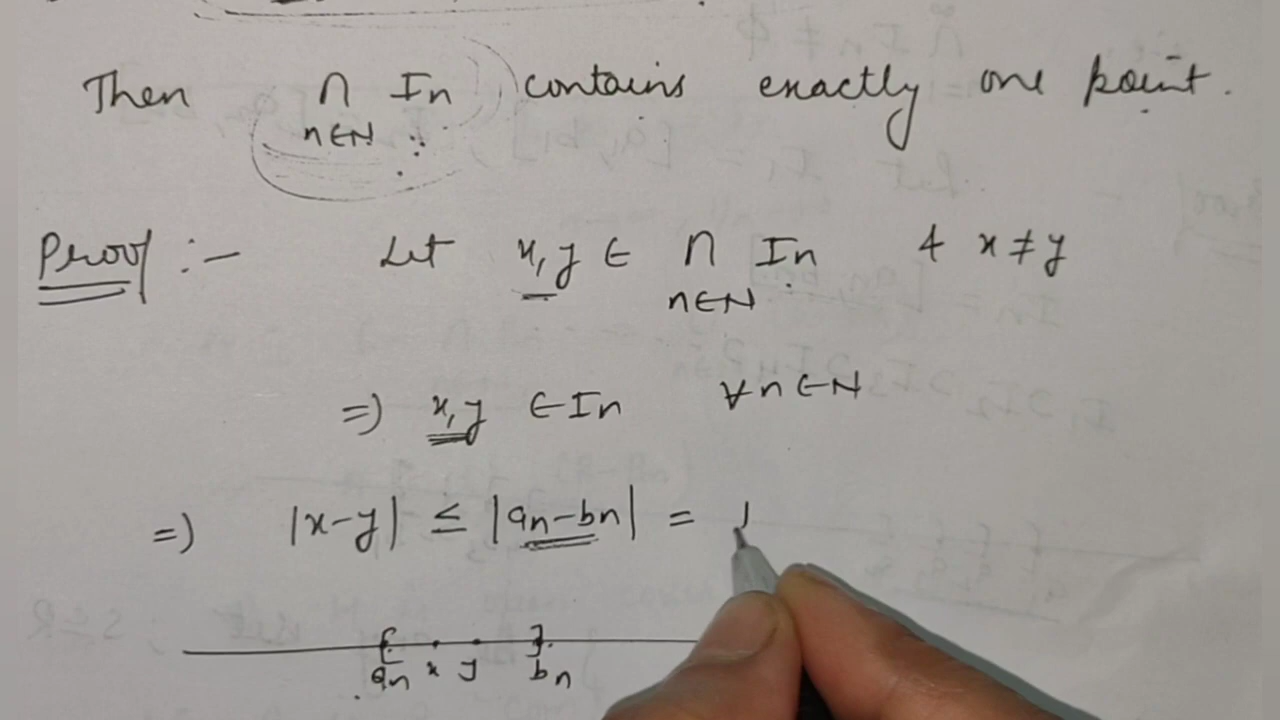 Then ∩ In contains exactly one point.
n∈N
Proof :- Let x, y ∈ ∩ In & x ≠ y
n∈N
=) x, y ∈ In ∀ n ∈ N
=) |x-y| ≤ |an-bn| =
[ ]
an x y bn